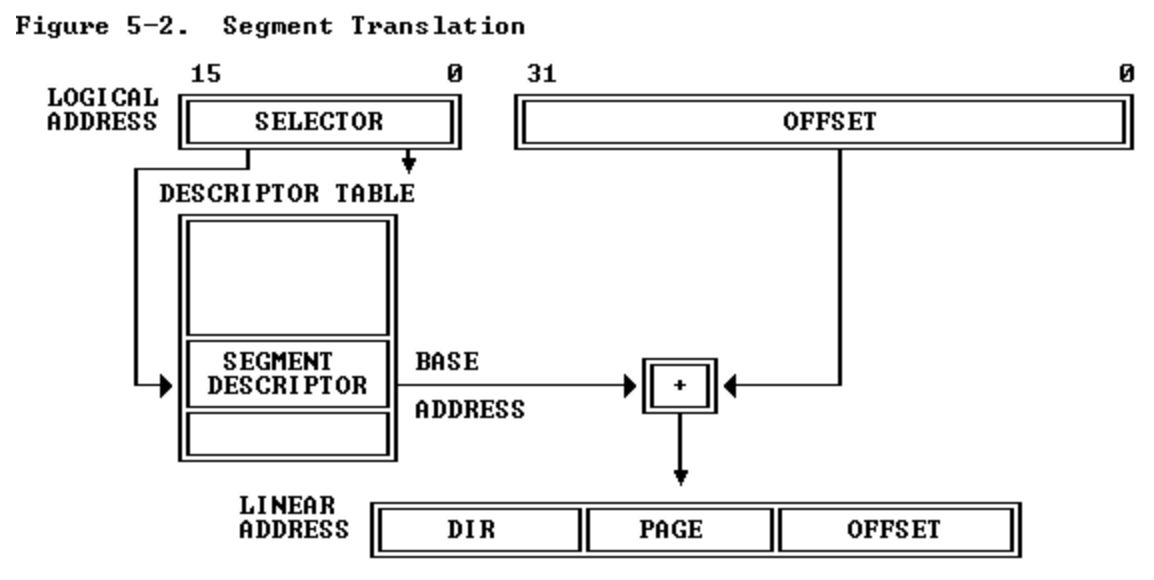 Figure 5-2. Segment Translation
15 0 31 0
LOGICAL
ADDRESS SELECTOR OFFSET
DESCRIPTOR TABLE
SEGMENT BASE
DESCRIPTOR +
ADDRESS
LINEAR
ADDRESS DIR PAGE OFFSET